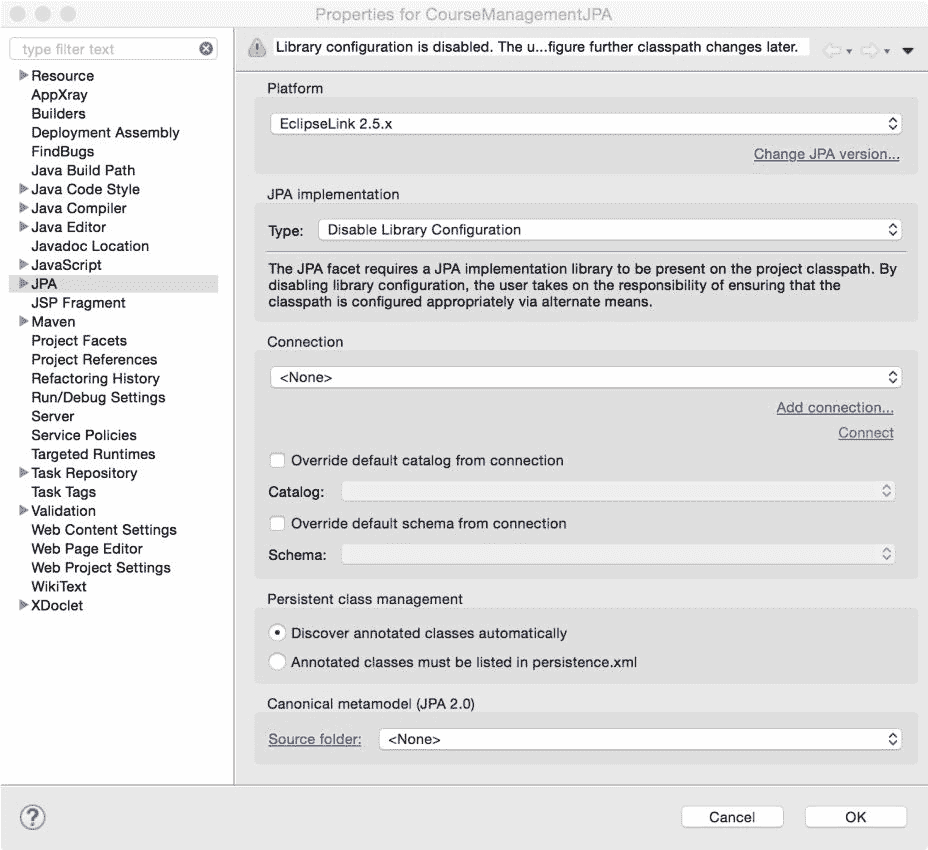 Properties for CourseManagementJPA
type filter text
Library configuration is disabled. The u...figure further classpath changes later.
Resource
AppXray
Builders
Deployment Assembly
FindBugs
Java Build Path
Java Code Style
Java Compiler
Java Editor
Javadoc Location
JavaScript
JPA
JSP Fragment
Maven
Project Facets
Project References
Refactoring History
Run/Debug Settings
Server
Service Policies
Targeted Runtimes
Task Repository
Task Tags
Validation
Web Content Settings
Web Page Editor
Web Project Settings
WikiText
XDoclet
Platform
EclipseLink 2.5.x
Change JPA version...
JPA implementation
Type: Disable Library Configuration
The JPA facet requires a JPA implementation library to be present on the project classpath. By
disabling library configuration, the user takes on the responsibility of ensuring that the
classpath is configured appropriately via alternate means.
Connection
<None>
Add connection...
Connect
Override default catalog from connection
Catalog:
Override default schema from connection
Schema:
Persistent class management
Discover annotated classes automatically
Annotated classes must be listed in persistence.xml
Canonical metamodel (JPA 2.0)
Source folder: <None>
?
Cancel
OK